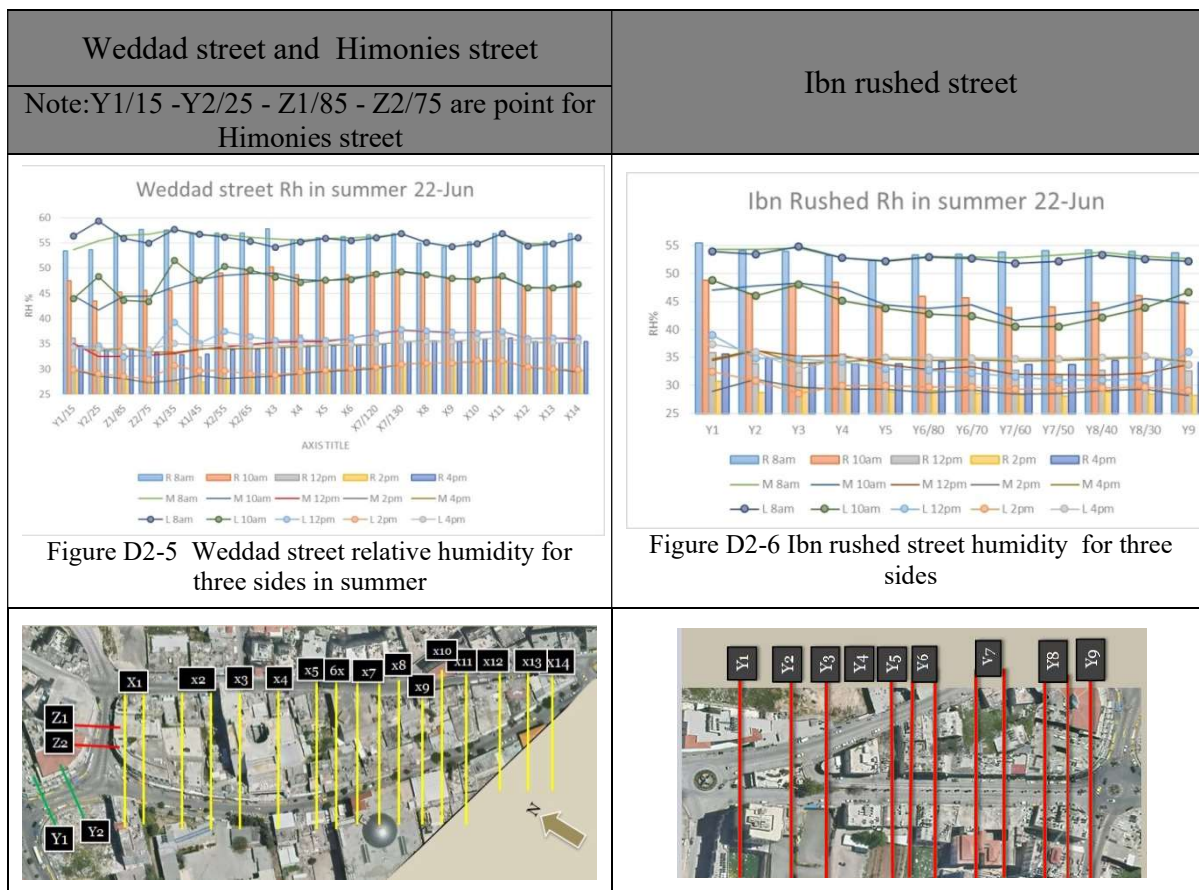 Weddad street and Himonies street
Note:Y1/15 -Y2/25 - Z1/85 - Z2/75 are point for
Himonies street
Ibn rushed street
Weddad street Rh in summer 22-Jun
60
55
50
45
40
35
30
25
RH %
Y1/15 Y2/25 Z1/85 Z2/75 X1/35 X1/45 X2/55 X2/65 X3 X4 X5 X6 X7/120 X7/130 X8 X9 X10 X11 X12 X13 X14
AXIS TITLE
R 8am R 10am R 12pm R 2pm R 4pm
M 8am M 10am M 12pm M 2pm M 4pm
L 8am L 10am L 12pm L 2pm L 4pm
Figure D2-5 Weddad street relative humidity for
three sides in summer
Ibn Rushed Rh in summer 22-Jun
55
50
45
40
35
30
25
RH%
Y1 Y2 Y3 Y4 Y5 Y6/80 Y6/70 Y7/60 Y7/50 Y8/40 Y8/30 Y9
R 8am R 10am R 12pm R 2pm R 4pm
M 8am M 10am M 12pm M 2pm M 4pm
L 8am L 10am L 12pm L 2pm L 4pm
Figure D2-6 Ibn rushed street humidity for three
sides
X1 x2 x3 x4 x5 6x x7 x8 x9 x10 x11 x12 x13 x14
Z1
Z2
Y1 Y2
N
Y1 Y2 Y3 Y4 Y5 Y6 Y7 Y8 Y9